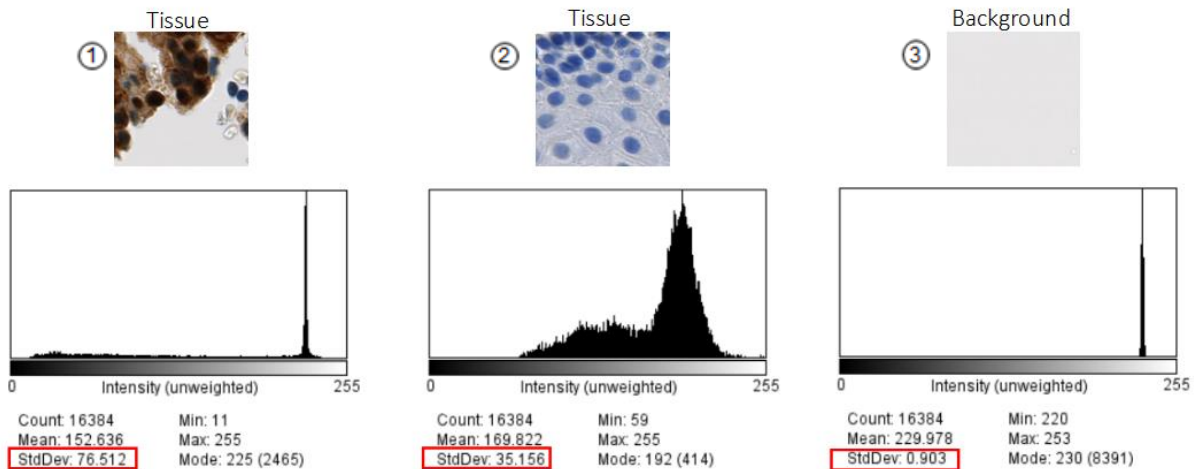 Tissue
①
0 255
Intensity (unweighted)
Count: 16384 Min: 11
Mean: 152.636 Max: 255
StdDev: 76.512 Mode: 225 (2465)
Tissue
②
0 255
Intensity (unweighted)
Count: 16384 Min: 59
Mean: 169.822 Max: 255
StdDev: 35.156 Mode: 192 (414)
Background
③
0 255
Intensity (unweighted)
Count: 16384 Min: 220
Mean: 229.978 Max: 253
StdDev: 0.903 Mode: 230 (8391)